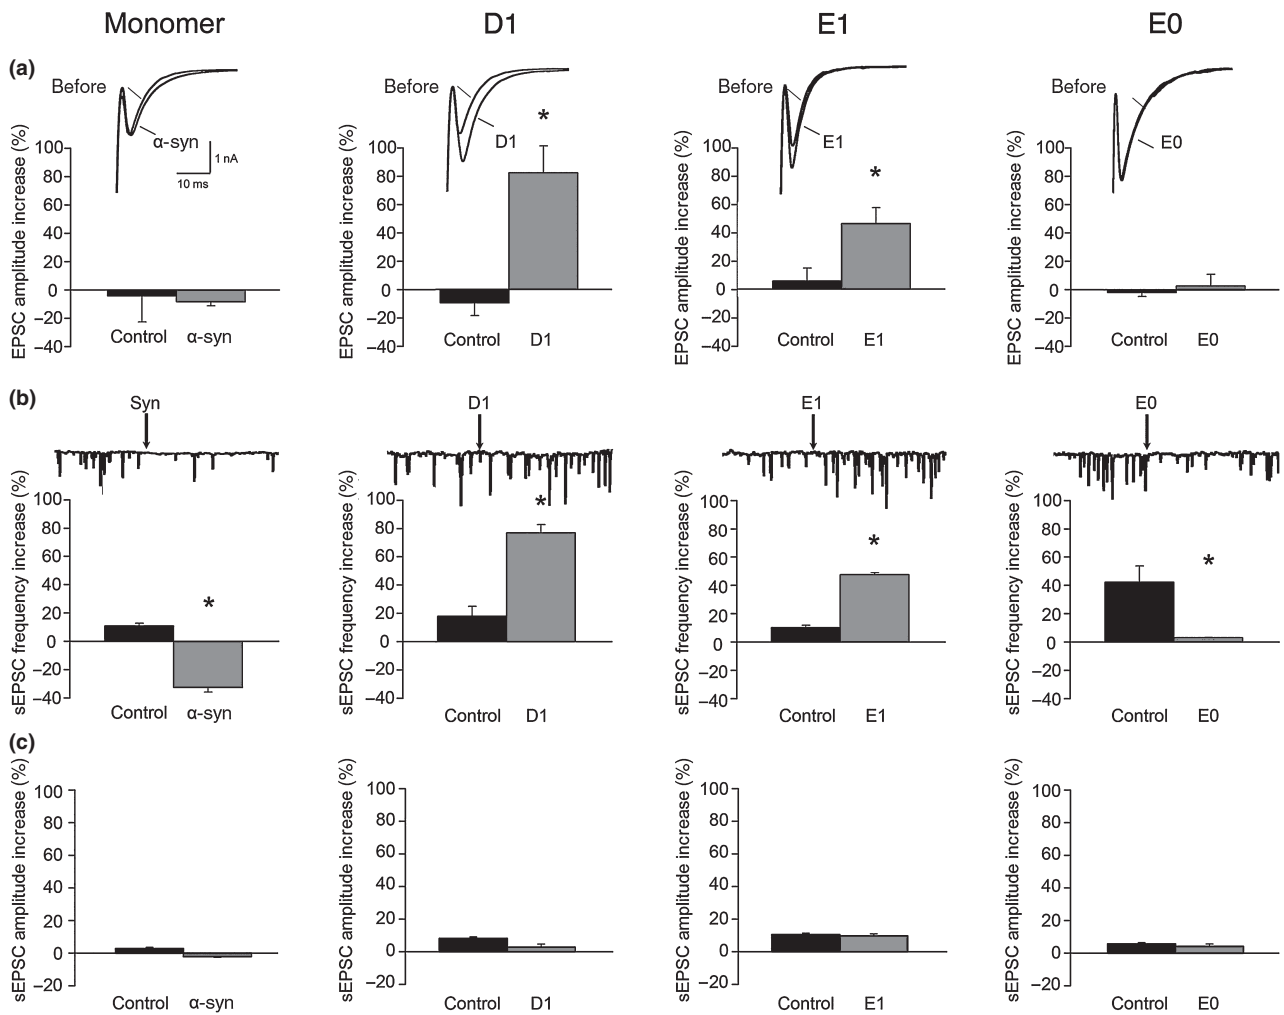 Monomer D1 E1 E0
(a)
Before Before Before
α-syn D1 E1 E0
1 nA
10 ms
* *
EPSC amplitude increase (%) EPSC amplitude increase (%) EPSC amplitude increase (%) EPSC amplitude increase (%)
100 100 100 100
80 80 80 80
60 60 60 60
40 40 40 40
20 20 20 20
0 0 0 0
−20 −20 −20 −20
−40 −40 −40 −40
Control α-syn Control D1 Control E1 Control E0
(b)
Syn D1 E1 E0
* * * *
sEPSC frequency increase (%) sEPSC frequency increase (%) sEPSC frequency increase (%) sEPSC frequency increase (%)
100 100 100 100
80 80 80 80
60 60 60 60
40 40 40 40
20 20 20 20
0 0 0 0
−20 −20 −20 −20
−40 −40 −40 −40
Control α-syn Control D1 Control E1 Control E0
(c)
sEPSC amplitude increase (%) sEPSC amplitude increase (%) sEPSC amplitude increase (%) sEPSC amplitude increase (%)
100 100 100 100
80 80 80 80
60 60 60 60
40 40 40 40
20 20 20 20
0 0 0 0
−20 −20 −20 −20
Control α-syn Control D1 Control E1 Control E0